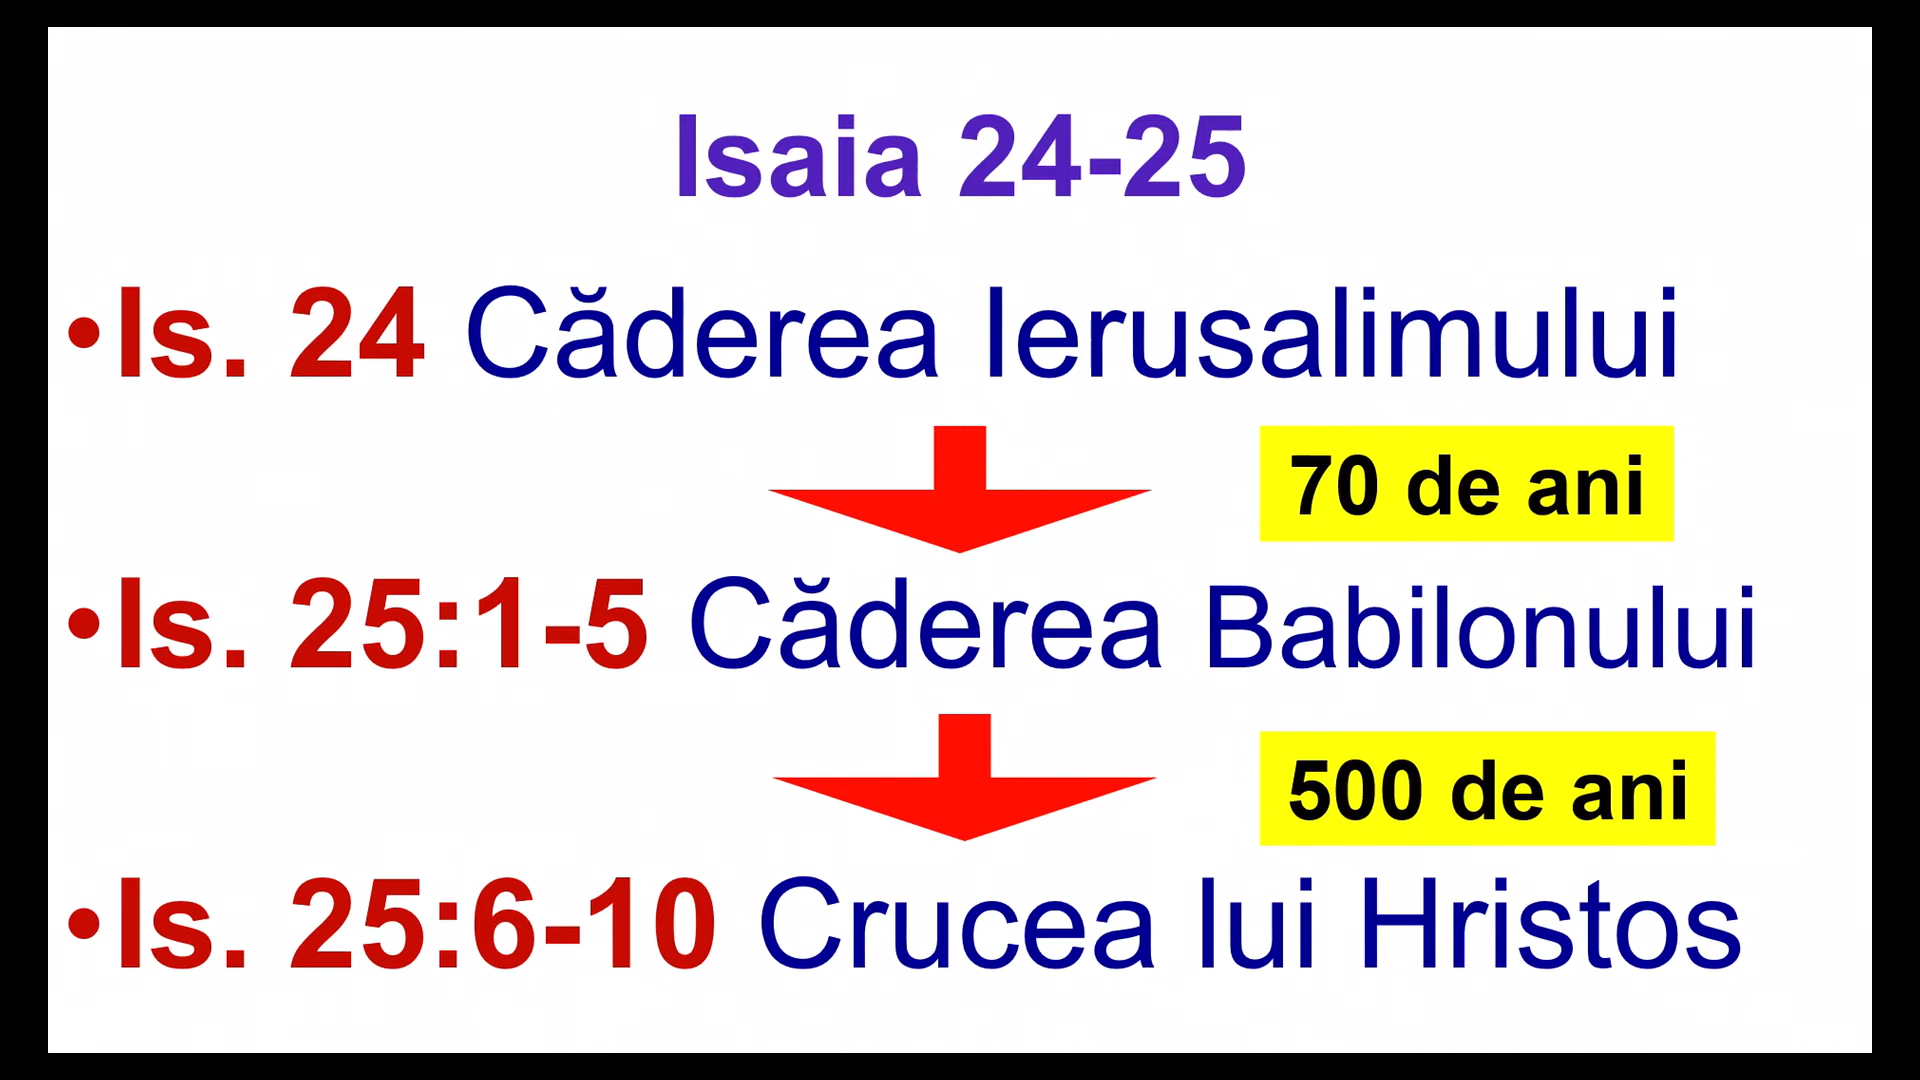 Isaia 24-25
•Is. 24 Căderea Ierusalimului
70 de ani
•Is. 25:1-5 Căderea Babilonului
500 de ani
•Is. 25:6-10 Crucea lui Hristos